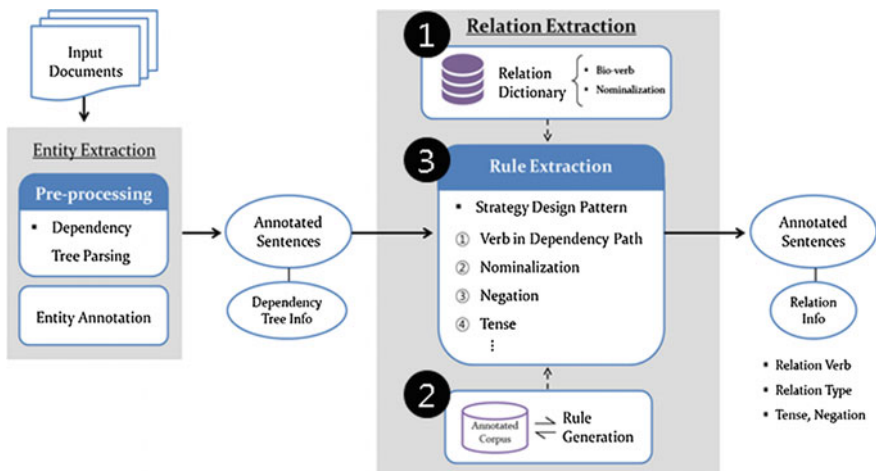 Input
Documents
Entity Extraction
Pre-processing
▪ Dependency
Tree Parsing
Entity Annotation
Annotated
Sentences
Dependency
Tree Info
Relation Extraction
1
Relation
Dictionary
▪ Bio-verb
▪ Nominalization
3
Rule Extraction
▪ Strategy Design Pattern
① Verb in Dependency Path
② Nominalization
③ Negation
④ Tense
⋮
2
Annotated
Corpus
Rule
Generation
Annotated
Sentences
Relation
Info
▪ Relation Verb
▪ Relation Type
▪ Tense, Negation